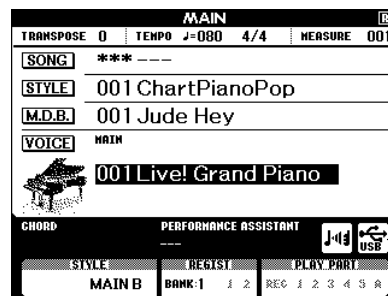 MAIN
TRANSPOSE 0 TEMPO ♩=080 4/4 MEASURE 001
SONG *** ---
STYLE 001 ChartPianoPop
M.D.B. 001 Jude Hey
VOICE MAIN
001 Live! Grand Piano
CHORD PERFORMANCE ASSISTANT
---
USB
STYLE REGIST PLAY PART
MAIN B BANK:1 1 2 REC 1 2 3 4 5 A